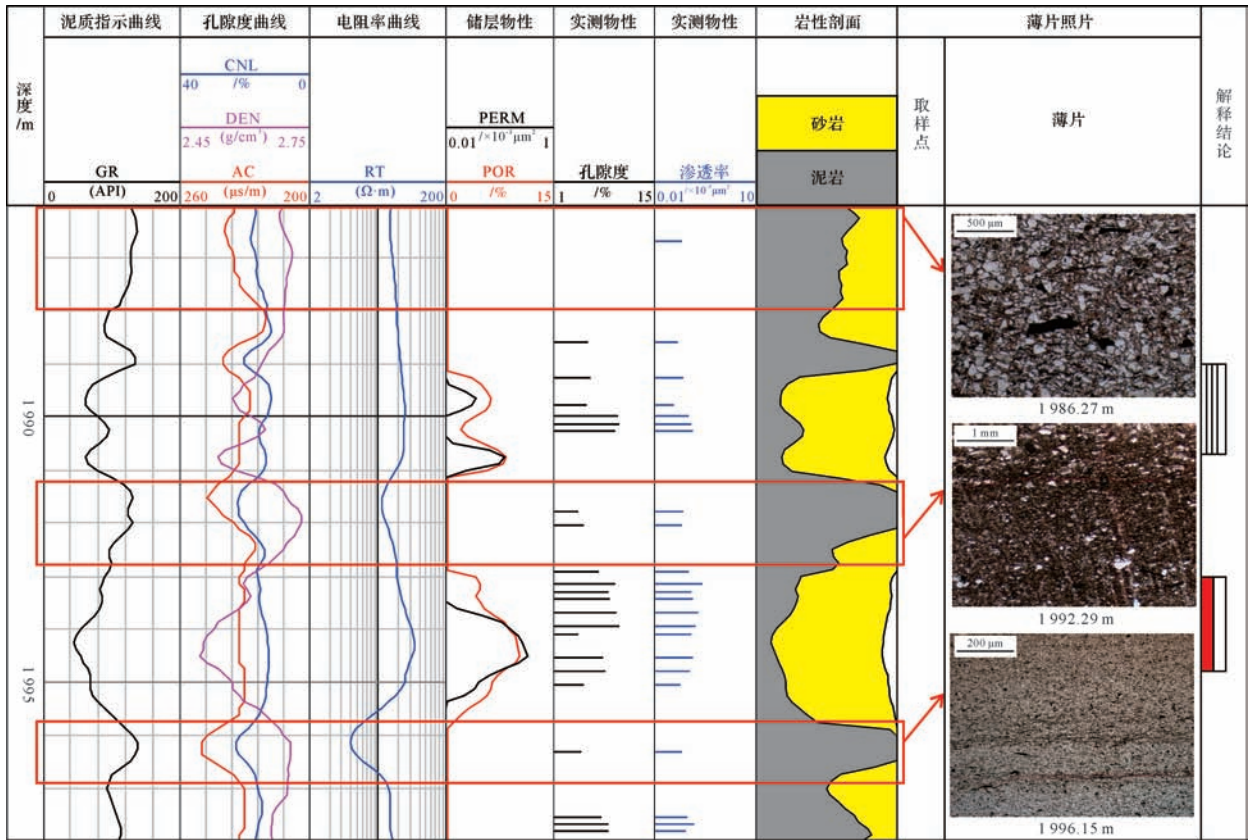 泥质指示曲线 孔隙度曲线 电阻率曲线 储层物性 实测物性 实测物性 岩性剖面 薄片照片
深度/m
CNL
40 /% 0
DEN
2.45 (g/cm³) 2.75
GR
(API)
0 200
AC
260 (μs/m) 200
RT
2 (Ω·m) 200
PERM
0.01 /×10⁻³μm² 1
POR
0 /% 15
孔隙度
1 /% 15
渗透率
0.01 /×10⁻³μm² 10
砂岩
泥岩
取样点
薄片
解释结论
500 μm
1 986.27 m
1 990
1 mm
1 992.29 m
1 995
200 μm
1 996.15 m